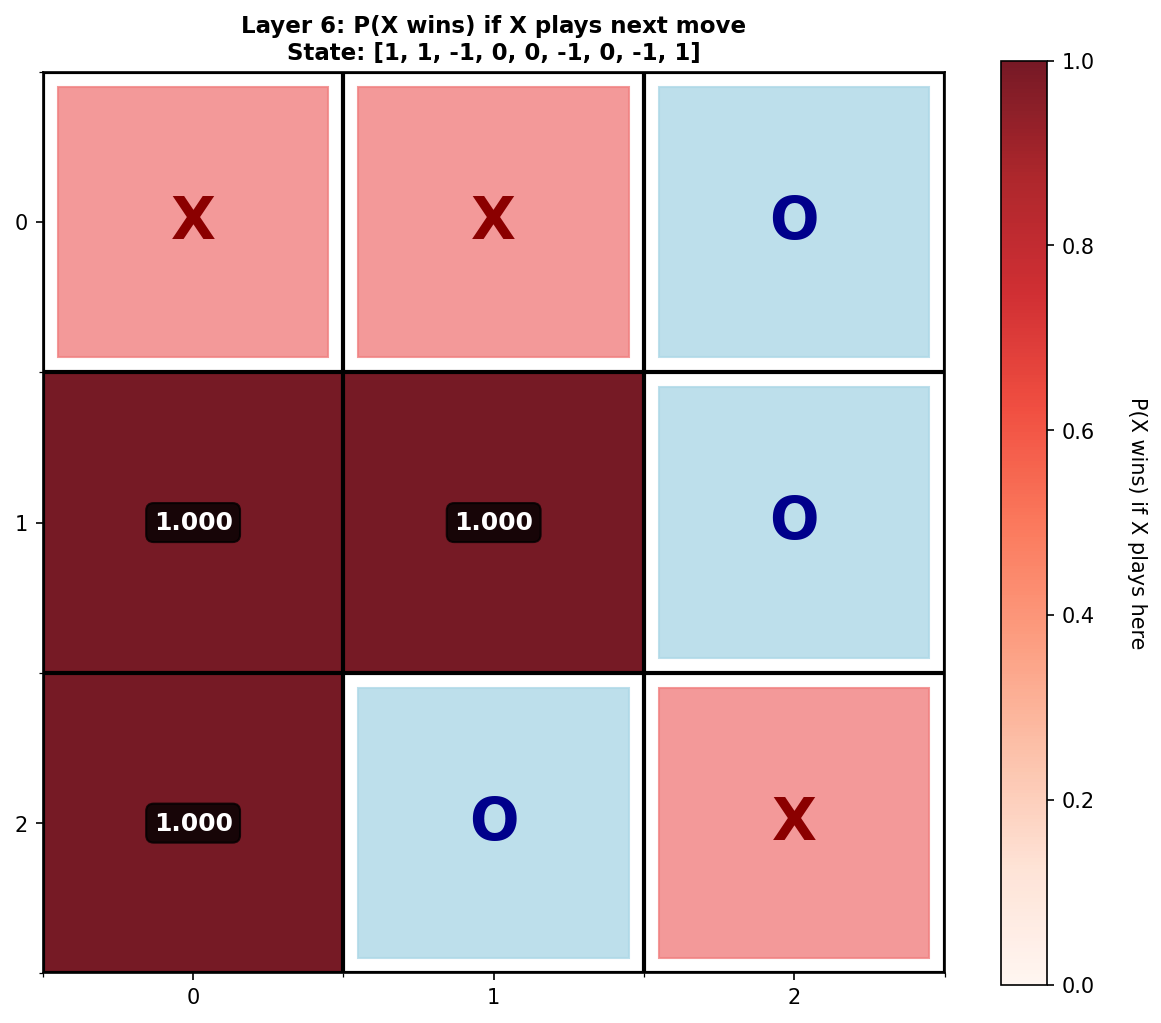 Layer 6: P(X wins) if X plays next move
State: [1, 1, -1, 0, 0, -1, 0, -1, 1]
0
X
X
O
1
1.000
1.000
O
2
1.000
O
X
0
1
2
1.0
0.8
0.6
0.4
0.2
0.0
P(X wins) if X plays here